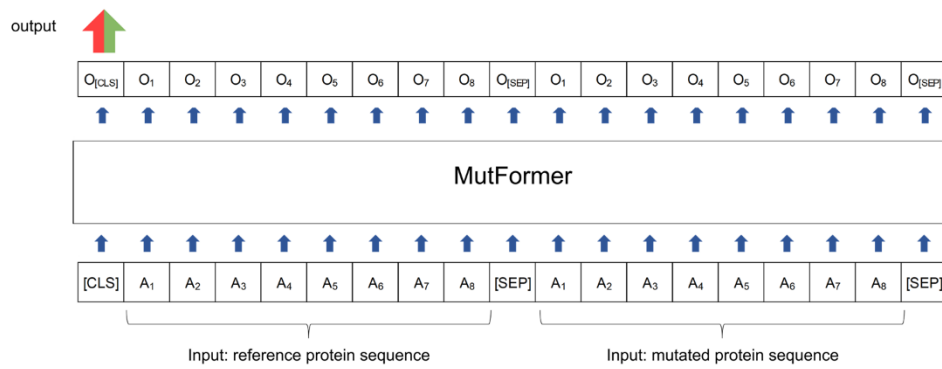 output
O[CLS] O1 O2 O3 O4 O5 O6 O7 O8 O[SEP] O1 O2 O3 O4 O5 O6 O7 O8 O[SEP]
MutFormer
[CLS] A1 A2 A3 A4 A5 A6 A7 A8 [SEP] A1 A2 A3 A4 A5 A6 A7 A8 [SEP]
Input: reference protein sequence Input: mutated protein sequence